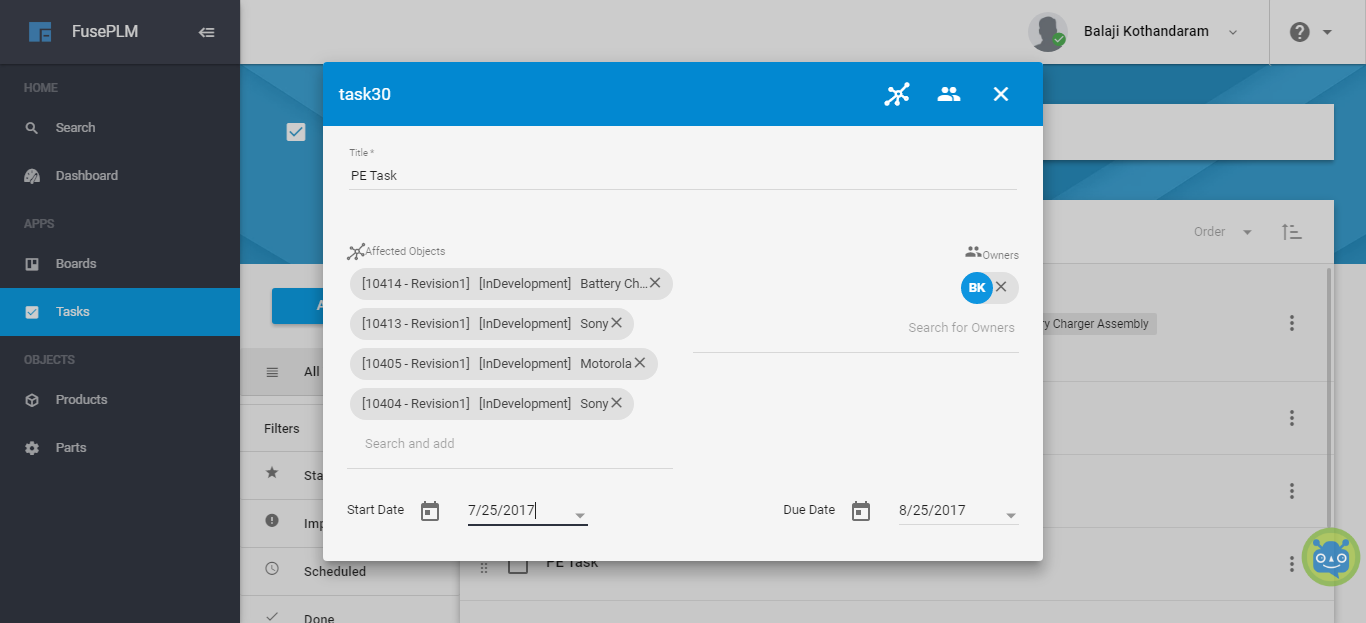 FusePLM
Balaji Kothandaram
HOME
Search
Dashboard
APPS
Boards
Tasks
OBJECTS
Products
Parts
task30
Title *
PE Task
Affected Objects
[10414 - Revision1] [InDevelopment] Battery Ch...
[10413 - Revision1] [InDevelopment] Sony
[10405 - Revision1] [InDevelopment] Motorola
[10404 - Revision1] [InDevelopment] Sony
Search and add
Owners
BK
Search for Owners
Start Date 7/25/2017
Due Date 8/25/2017
Order
Charger Assembly
All
Filters
Scheduled
Done
PE Task